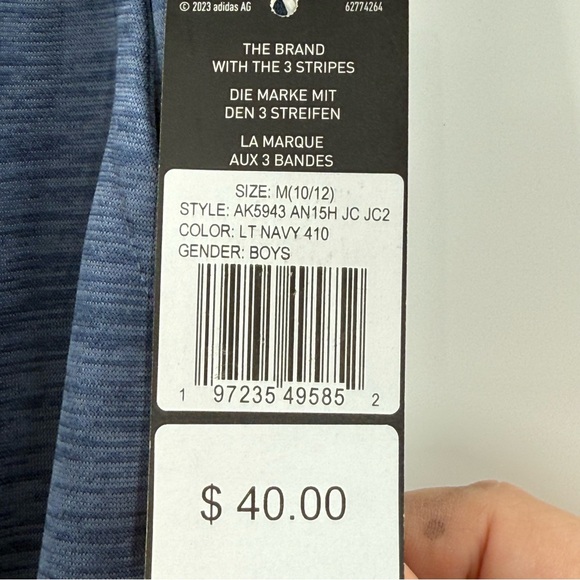 © 2023 adidas AG 62774264
THE BRAND
WITH THE 3 STRIPES
DIE MARKE MIT
DEN 3 STREIFEN
LA MARQUE
AUX 3 BANDES
SIZE: M(10/12)
STYLE: AK5943 AN15H JC JC2
COLOR: LT NAVY 410
GENDER: BOYS
1 97235 49585 2
$ 40.00